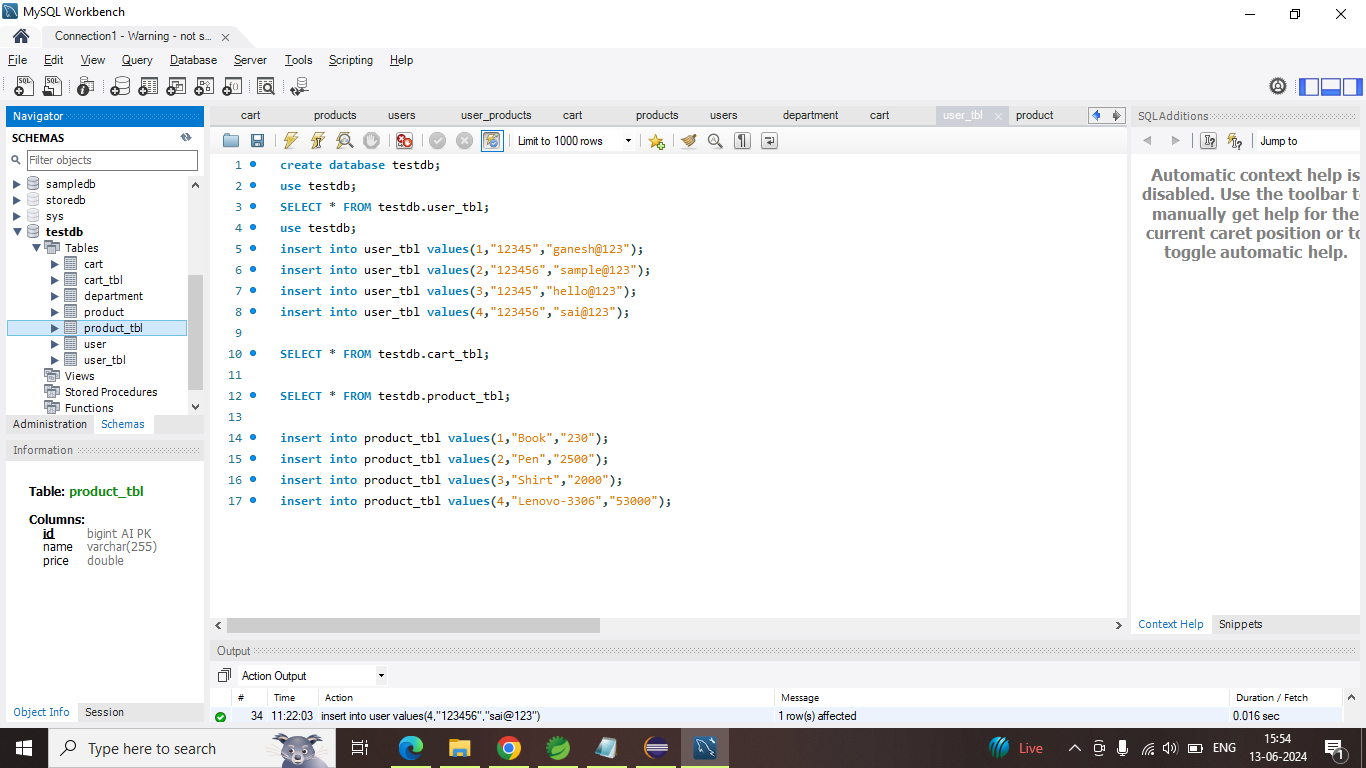 MySQL Workbench
Connection1 - Warning - not s...
File Edit View Query Database Server Tools Scripting Help
Navigator
SCHEMAS
Filter objects
sampledb
storedb
sys
testdb
Tables
cart
cart_tbl
department
product
product_tbl
user
user_tbl
Views
Stored Procedures
Functions
Administration Schemas
Information
Table: product_tbl
Columns:
id bigint AI PK
name varchar(255)
price double
Object Info Session
cart products users user_products cart products users department cart user_tbl product
Limit to 1000 rows
1 create database testdb;
2 use testdb;
3 SELECT * FROM testdb.user_tbl;
4 use testdb;
5 insert into user_tbl values(1,"12345","ganesh@123");
6 insert into user_tbl values(2,"123456","sample@123");
7 insert into user_tbl values(3,"12345","hello@123");
8 insert into user_tbl values(4,"123456","sai@123");
9
10 SELECT * FROM testdb.cart_tbl;
11
12 SELECT * FROM testdb.product_tbl;
13
14 insert into product_tbl values(1,"Book","230");
15 insert into product_tbl values(2,"Pen","2500");
16 insert into product_tbl values(3,"Shirt","2000");
17 insert into product_tbl values(4,"Lenovo-3306","53000");
SQLAdditions
Jump to
Automatic context help is
disabled. Use the toolbar to
manually get help for the
current caret position or to
toggle automatic help.
Context Help Snippets
Output
Action Output
# Time Action Message Duration / Fetch
34 11:22:03 insert into user values(4,"123456","sai@123") 1 row(s) affected 0.016 sec
Type here to search
Live
ENG
15:54
13-06-2024
1